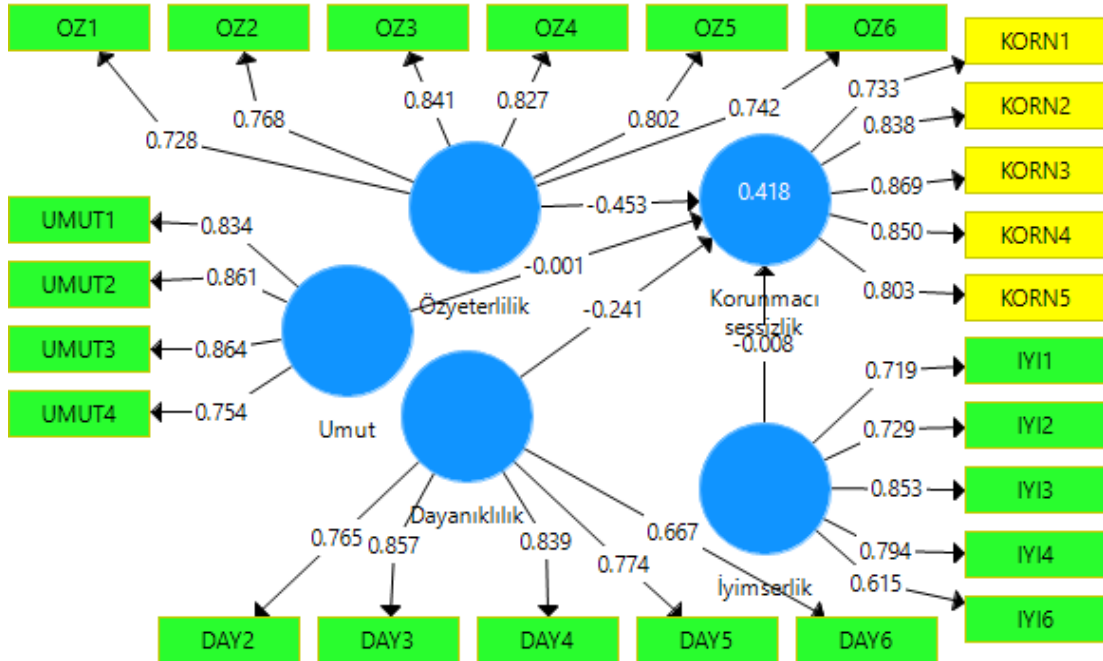 OZ1 OZ2 OZ3 OZ4 OZ5 OZ6
KORN1
0.733
0.841 0.827
KORN2
0.768 0.802 0.742 0.838
0.728
KORN3
0.869
0.418
UMUT1
0.834
-0.453
KORN4
0.850
UMUT2
0.861
-0.001
KORN5
0.803
Özyeterlilik
-0.241
Korunmacı
sessizlik
-0.008
UMUT3
0.864
IYI1
0.719
UMUT4
0.754
Umut
IYI2
0.729
IYI3
0.853
Dayanıklılık
0.765 0.857 0.839 0.774 0.667
IYI4
0.794
İyimserlik
0.615
IYI6
DAY2 DAY3 DAY4 DAY5 DAY6